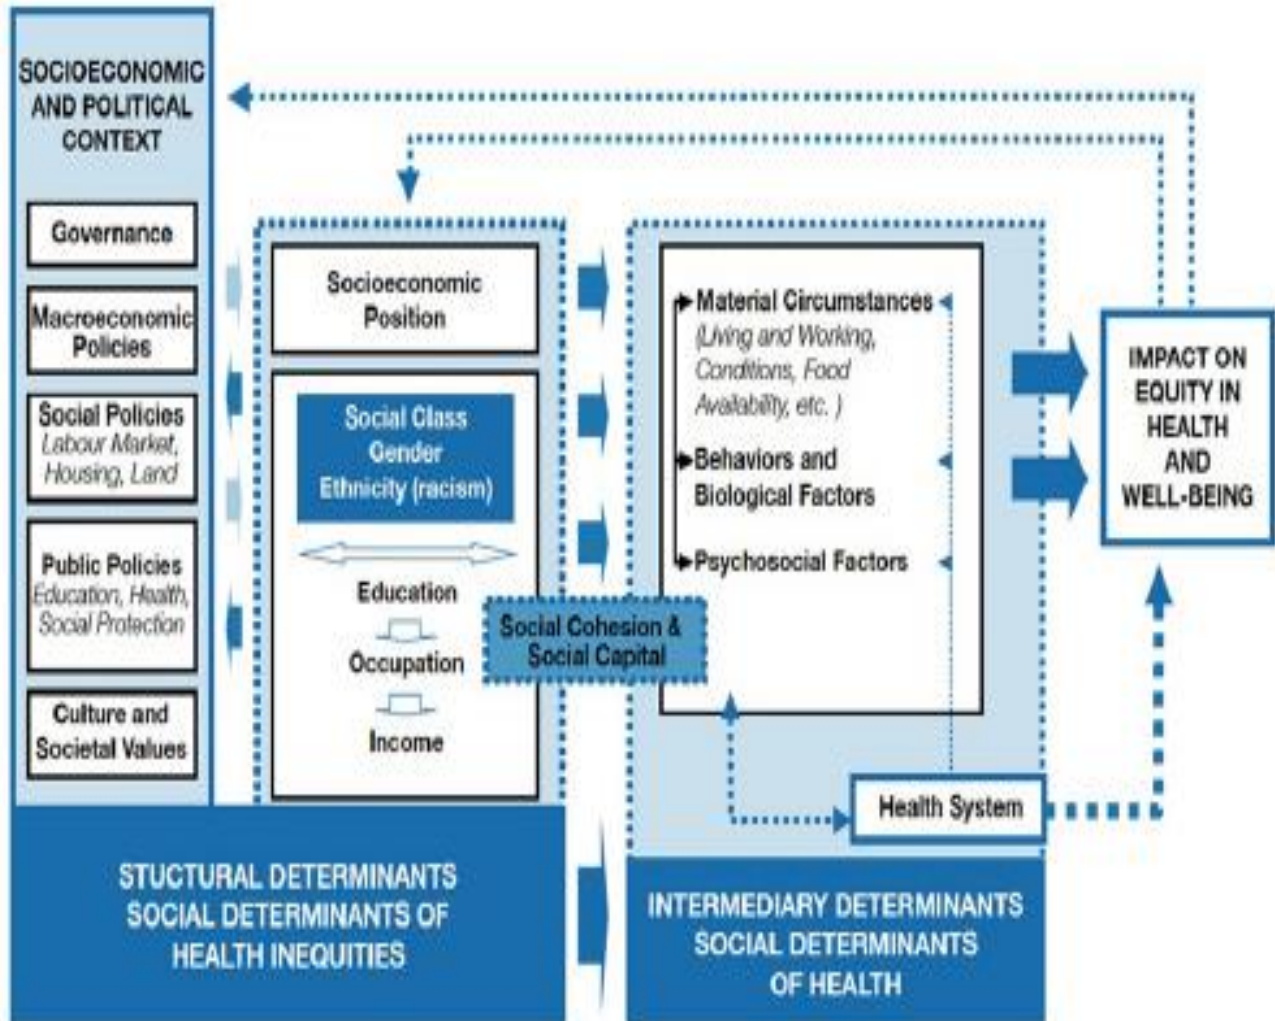 SOCIOECONOMIC
AND POLITICAL
CONTEXT
Governance
Macroeconomic
Policies
Social Policies
Labour Market,
Housing, Land
Public Policies
Education, Health,
Social Protection
Culture and
Societal Values
Socioeconomic
Position
Social Class
Gender
Ethnicity (racism)
Education
Occupation
Income
Social Cohesion &
Social Capital
Material Circumstances
(Living and Working,
Conditions, Food
Availability, etc. )
Behaviors and
Biological Factors
Psychosocial Factors
Health System
IMPACT ON
EQUITY IN
HEALTH
AND
WELL-BEING
STUCTURAL DETERMINANTS
SOCIAL DETERMINANTS OF
HEALTH INEQUITIES
INTERMEDIARY DETERMINANTS
SOCIAL DETERMINANTS
OF HEALTH